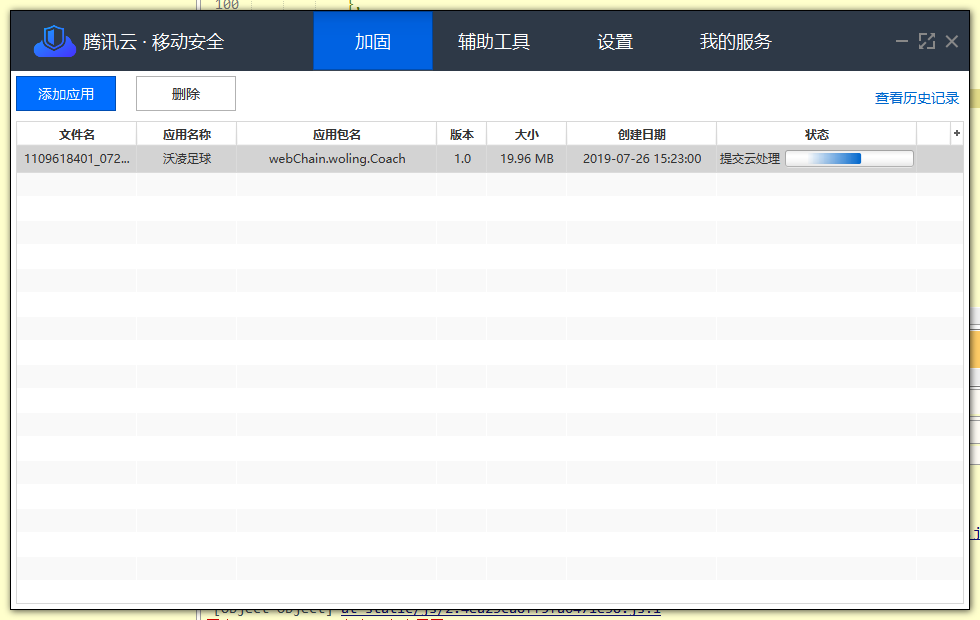 100
},
腾讯云 · 移动安全
加固
辅助工具
设置
我的服务
添加应用
删除
查看历史记录
文件名 应用名称 应用包名 版本 大小 创建日期 状态 +
1109618401_072... 沃凌足球 webChain.woling.Coach 1.0 19.96 MB 2019-07-26 15:23:00 提交云处理